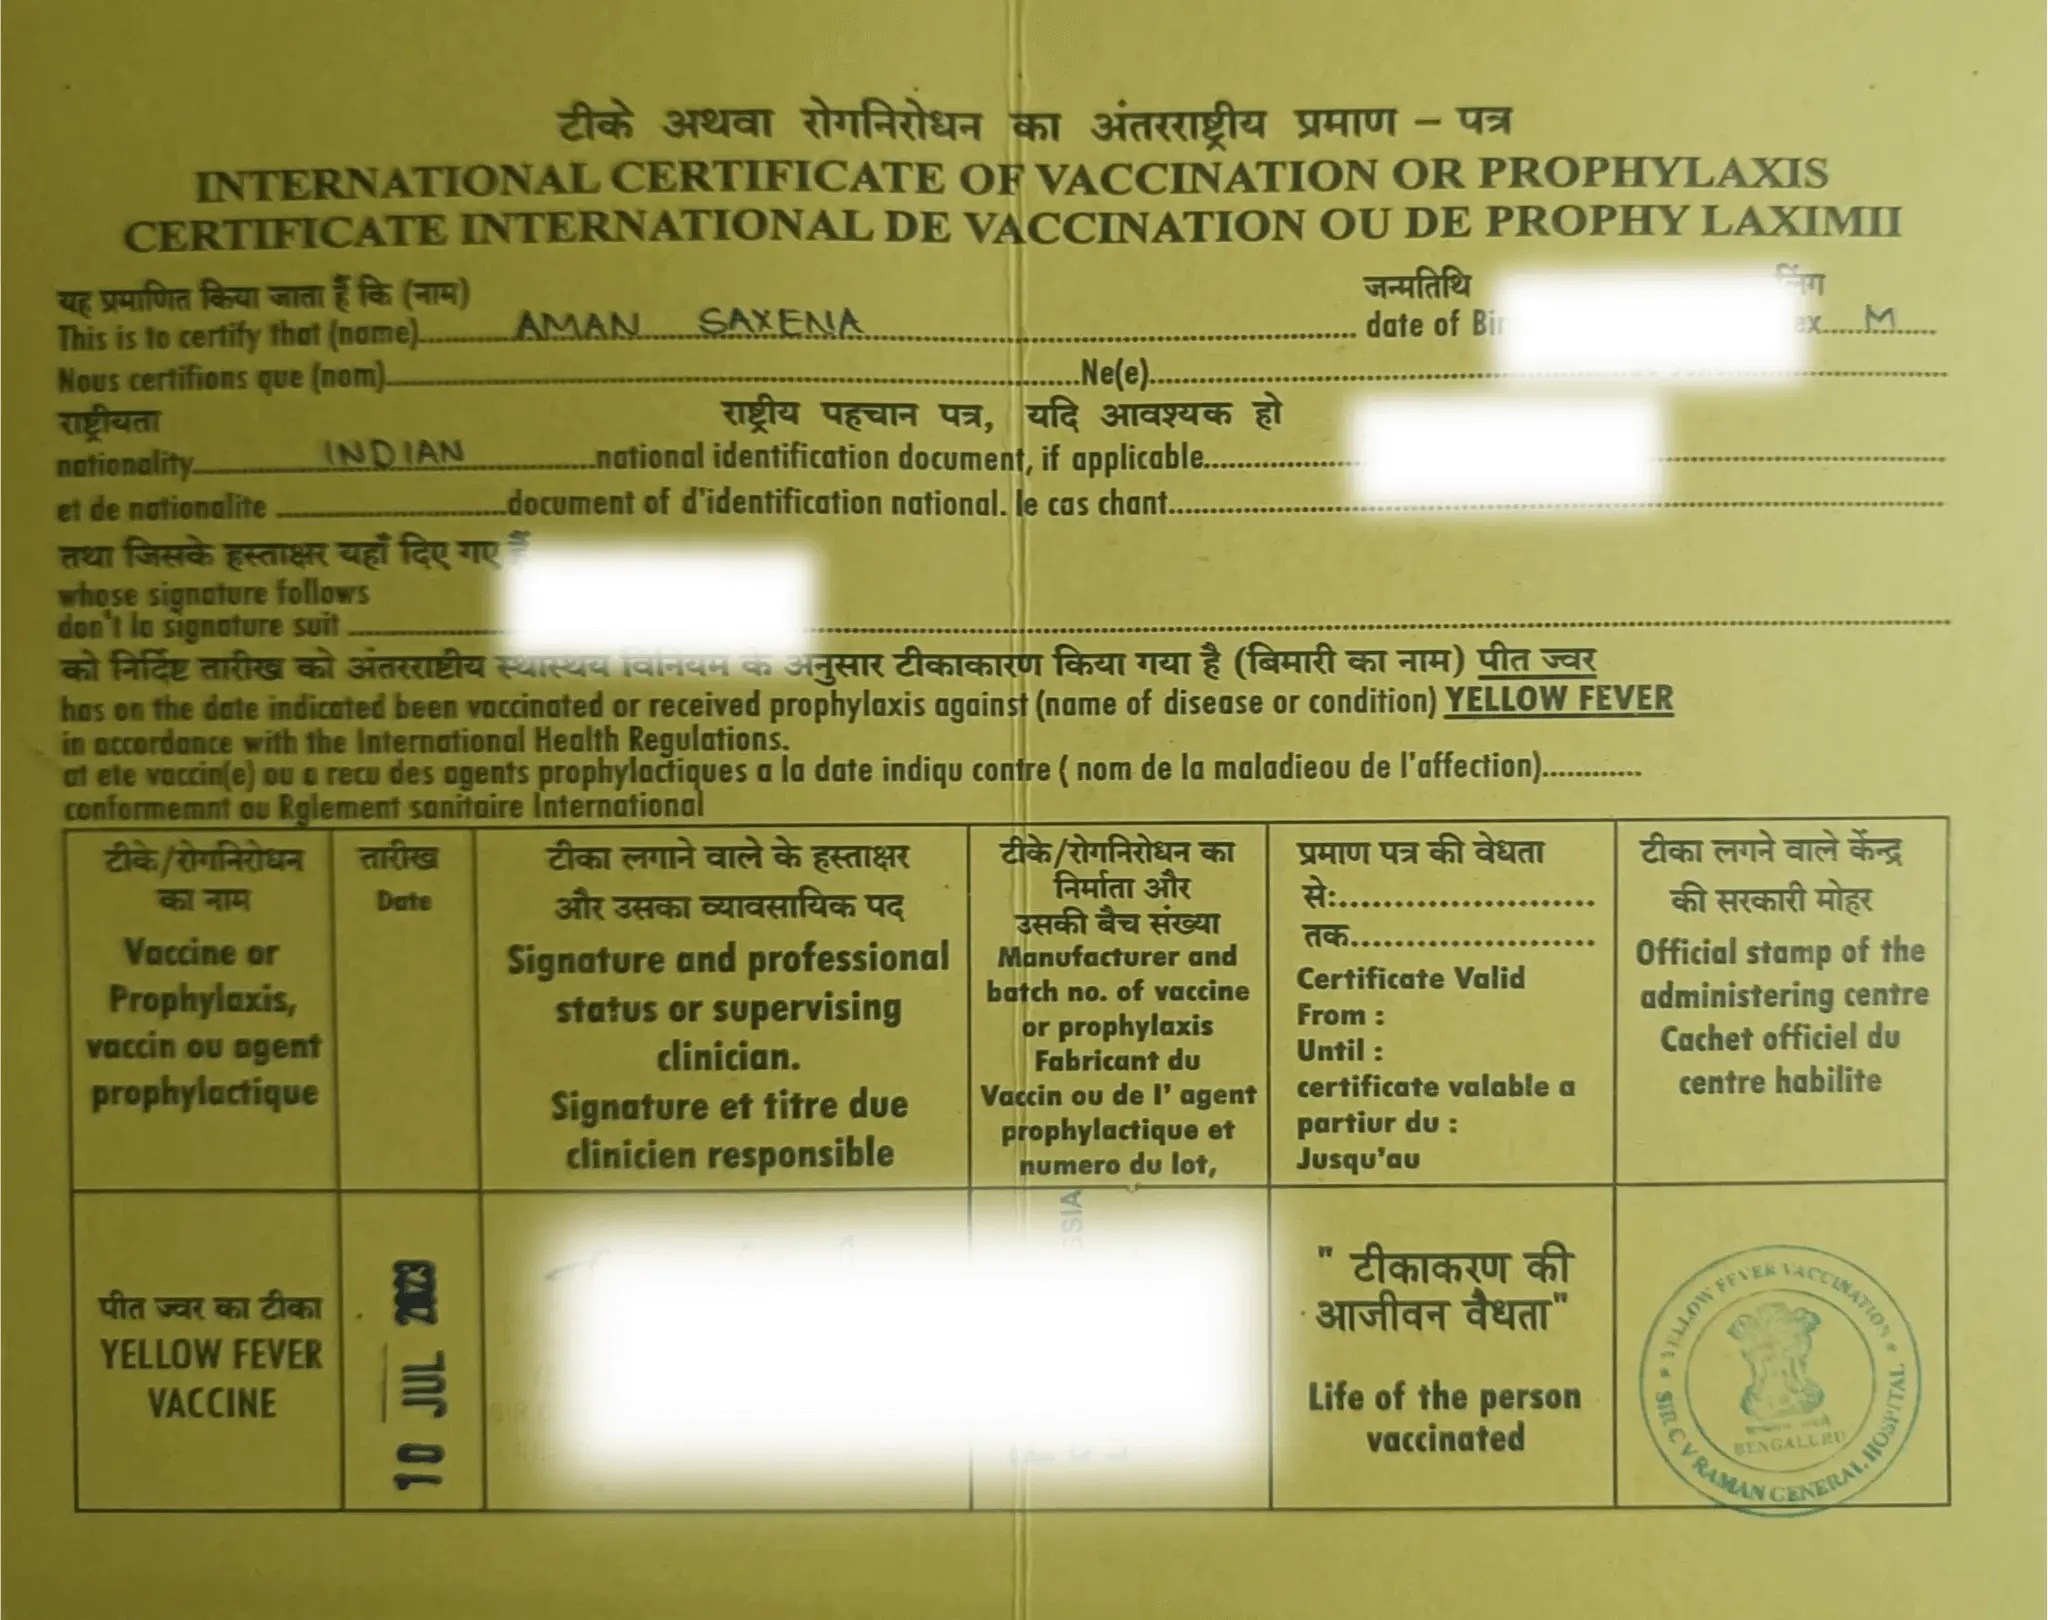 टीके अथवा रोगनिरोधन का अंतरराष्ट्रीय प्रमाण – पत्र
INTERNATIONAL CERTIFICATE OF VACCINATION OR PROPHYLAXIS
CERTIFICATE INTERNATIONAL DE VACCINATION OU DE PROPHY LAXIMII
यह प्रमाणित किया जाता हैं कि (नाम) जन्मतिथि लिंग
This is to certify that (name) AMAN SAXENA date of M
Nous certifions que (nom) Ne(e)
राष्ट्रीयता राष्ट्रीय पहचान पत्र, यदि आवश्यक हो
nationality INDIAN national identification document, if applicable
et de nationalite document of d'identification national. le cas chant
तथा जिसके हस्ताक्षर यहाँ दिए गए हैं
whose signature follows
don't la signature suit
को निर्दिष्ट तारीख को अंतरराष्ट्रीय के अनुसार टीकाकारण किया गया है (बिमारी का नाम) पीत ज्वर
has on the date indicated been vaccinated or received prophylaxis against (name of disease or condition) YELLOW FEVER
in accordance with the International Health Regulations.
at ete vaccin(e) ou a recu des agents prophylactiques a la date indiqu contre ( nom de la maladieou de l'affection)
conformemnt au Rglement sanitaire International
टीके/रोगनिरोधन
का नाम
Vaccine or
Prophylaxis,
vaccin ou agent
prophylactique
तारीख
Date
टीका लगाने वाले के हस्ताक्षर
और उसका व्यावसायिक पद
Signature and professional
status or supervising
clinician.
Signature et titre due
clinicien responsible
टीके/रोगनिरोधन का
निर्माता और
उसकी बैच संख्या
Manufacturer and
batch no. of vaccine
or prophylaxis
Fabricant du
Vaccin ou de l' agent
prophylactique et
numero du lot,
प्रमाण पत्र की वेधता
से:
तक
Certificate Valid
From :
Until :
certificate valable a
partiur du :
Jusqu'au
टीका लगाने वाले केंन्द्र
की सरकारी मोहर
Official stamp of the
administering centre
Cachet officiel du
centre habilite
पीत ज्वर का टीका
YELLOW FEVER
VACCINE
10 JUL 2023
" टीकाकरण की
आजीवन वैधता"
Life of the person
vaccinated
YELLOW FEVER VACCINATION
BENGALURU
SIR C V RAMAN GENERAL HOSPITAL